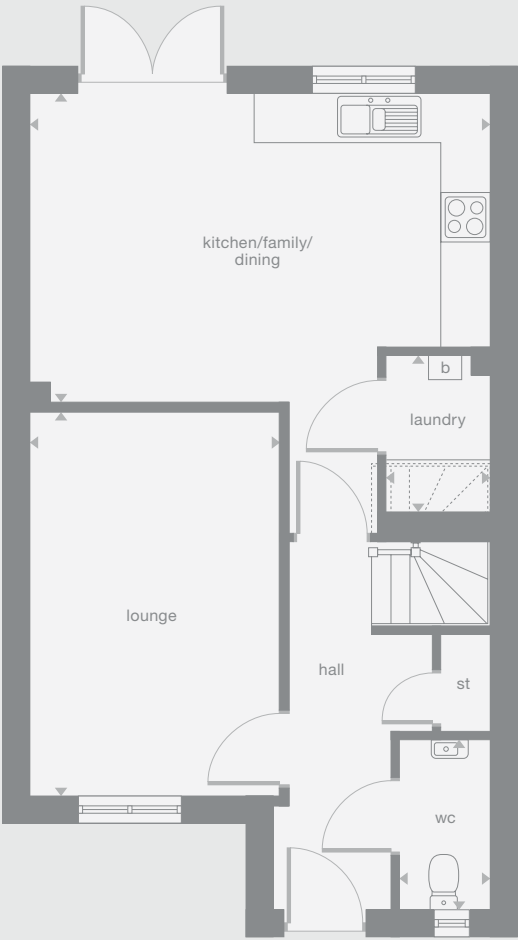 kitchen/family/
dining
b
laundry
lounge
hall
st
wc